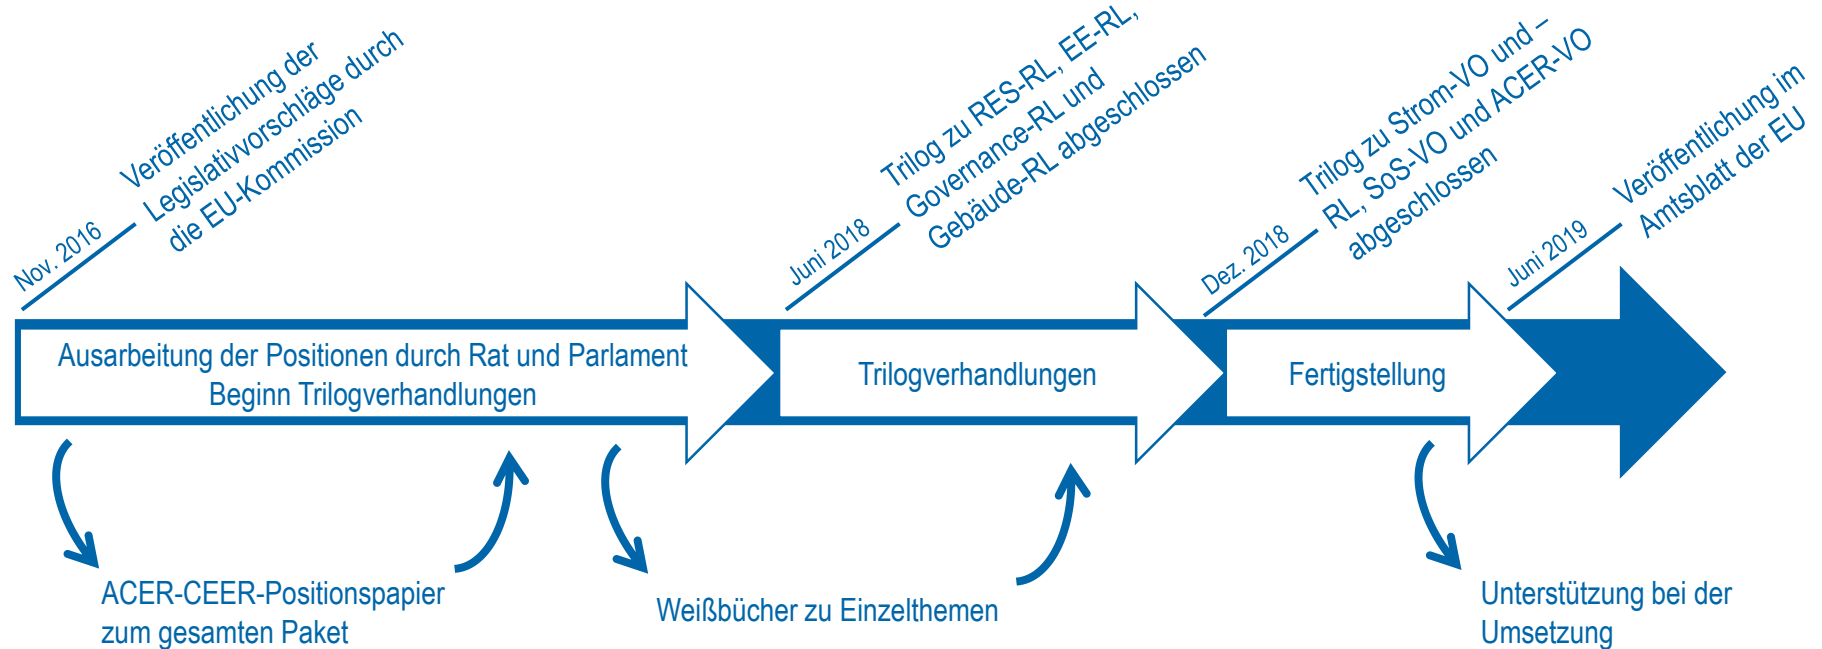 Nov. 2016
Veröffentlichung der
Legislativvorschläge durch
die EU-Kommission
Juni 2018
Trilog zu RES-RL, EE-RL,
Governance-RL und
Gebäude-RL abgeschlossen
Dez. 2018
Trilog zu Strom-VO und –
RL, SoS-VO und ACER-VO
abgeschlossen
Juni 2019
Veröffentlichung im
Amtsblatt der EU
Ausarbeitung der Positionen durch Rat und Parlament
Beginn Trilogverhandlungen
Trilogverhandlungen
Fertigstellung
ACER-CEER-Positionspapier
zum gesamten Paket
Weißbücher zu Einzelthemen
Unterstützung bei der
Umsetzung